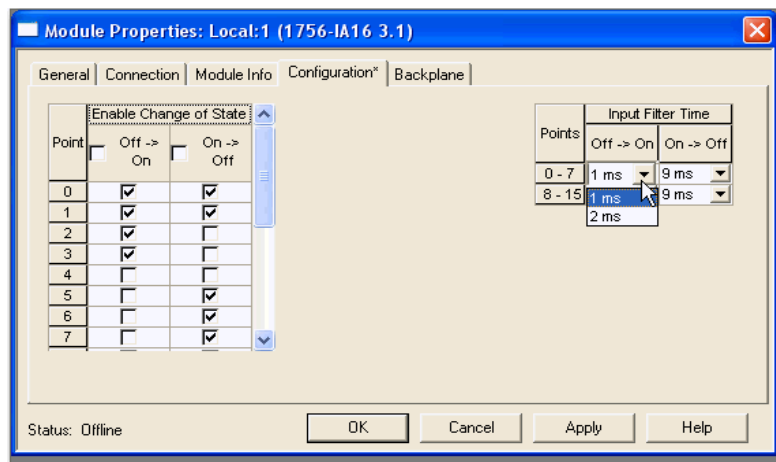 Module Properties: Local:1 (1756-IA16 3.1)
General Connection Module Info Configuration* Backplane
Enable Change of State
Point Off -> On On -> Off
0
1
2
3
4
5
6
7
Input Filter Time
Points Off -> On On -> Off
0 - 7 1 ms 9 ms
8 - 15 1 ms 9 ms
2 ms
Status: Offline OK Cancel Apply Help